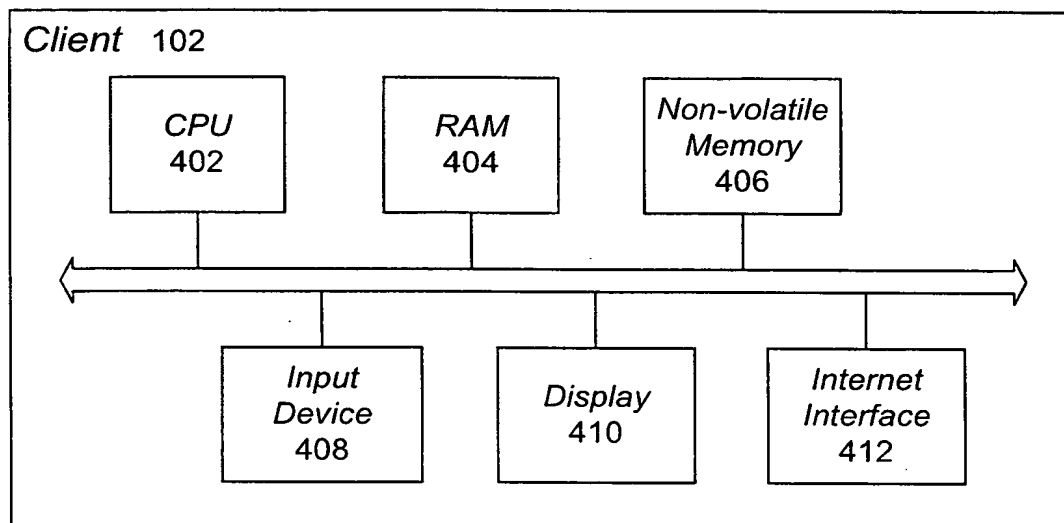 Client 102
CPU
402
RAM
404
Non-volatile
Memory
406
Input
Device
408
Display
410
Internet
Interface
412